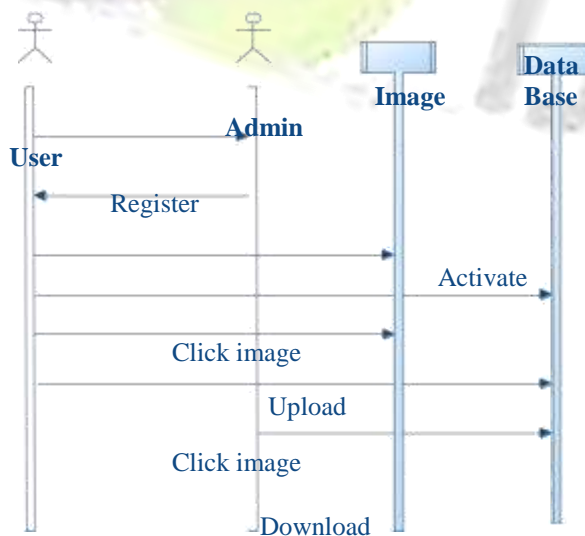 Data
Base
Image
Admin
User
Register
Activate
Click image
Upload
Click image
Download